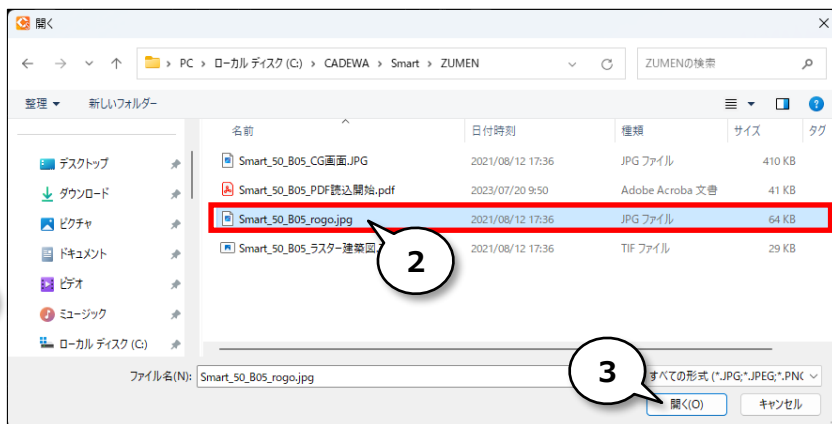 開く
PC > ローカル ディスク (C:) > CADEWA > Smart > ZUMEN
ZUMENの検索
整理 新しいフォルダー
名前 日付時刻 種類 サイズ タグ
デスクトップ
ダウンロード
ピクチャ
ドキュメント
ビデオ
ミュージック
ローカル ディスク (C:)
Smart_50_B05_CG画面.JPG 2021/08/12 17:36 JPG ファイル 410 KB
Smart_50_B05_PDF読込開始.pdf 2023/07/20 9:50 Adobe Acroba 文書 41 KB
Smart_50_B05_rogo.jpg 2021/08/12 17:36 JPG ファイル 64 KB
Smart_50_B05_ラスター建築図. 2021/08/12 17:36 TIF ファイル 29 KB
2
ファイル名(N): Smart_50_B05_rogo.jpg
3
すべての形式 (*.JPG;*.JPEG;*.PNG
開く(O) キャンセル